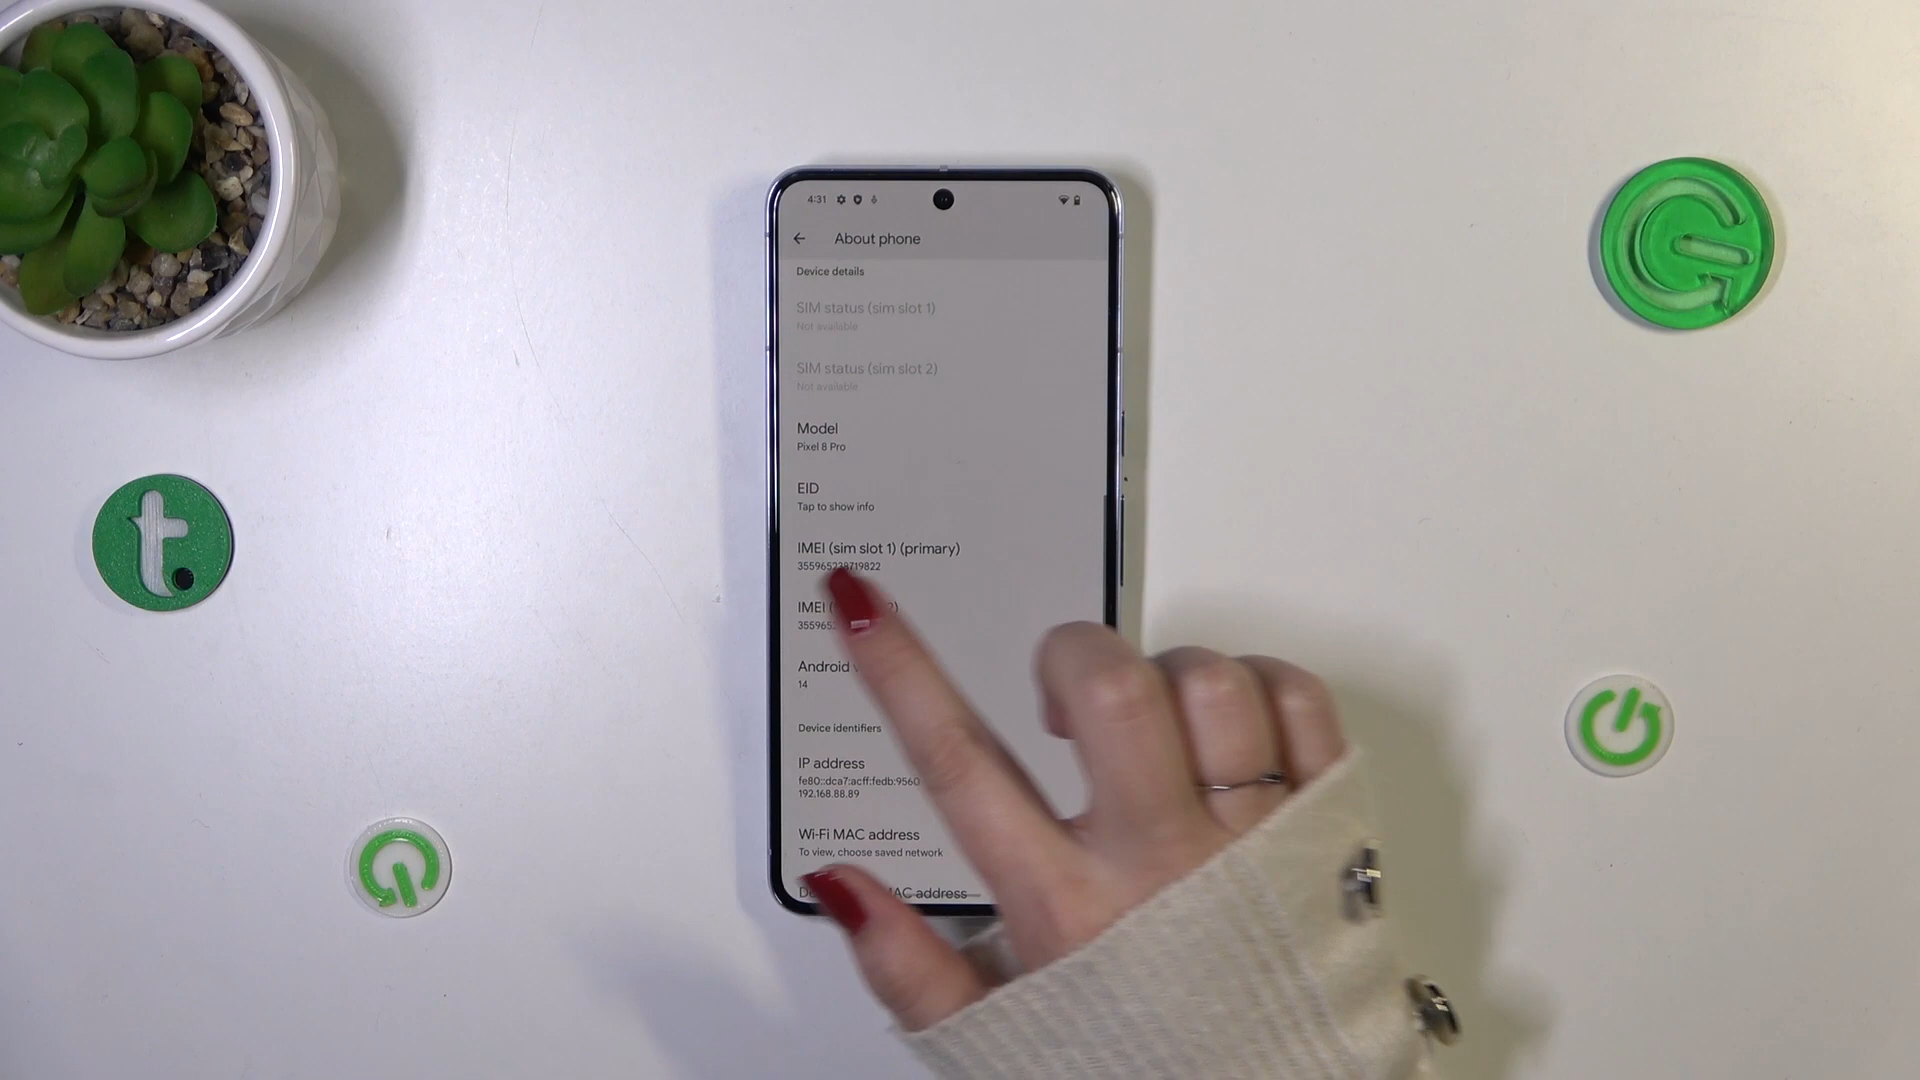 4:31
About phone
Device details
SIM status (sim slot 1)
Not available
SIM status (sim slot 2)
Not available
Model
Pixel 8 Pro
EID
Tap to show info
IMEI (sim slot 1) (primary)
IMEI
Android
14
Device identifiers
IP address
fe80::dca7:acff:fedb:9560
192.168.88.89
Wi-Fi MAC address
To view, choose saved network
MAC address
t.